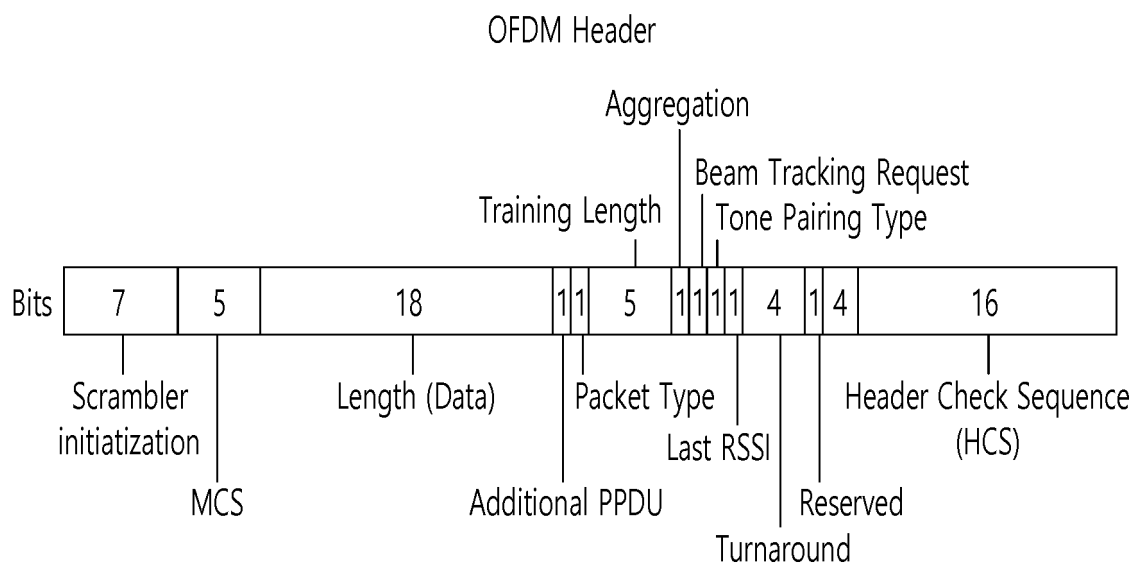 OFDM Header
Aggregation
Beam Tracking Request
Training Length
Tone Pairing Type
Bits 7 5 18 1 1 5 1 1 1 1 4 1 4 16
Scrambler
initiatization
Length (Data)
Packet Type
Header Check Sequence
(HCS)
Last RSSI
MCS
Additional PPDU
Reserved
Turnaround